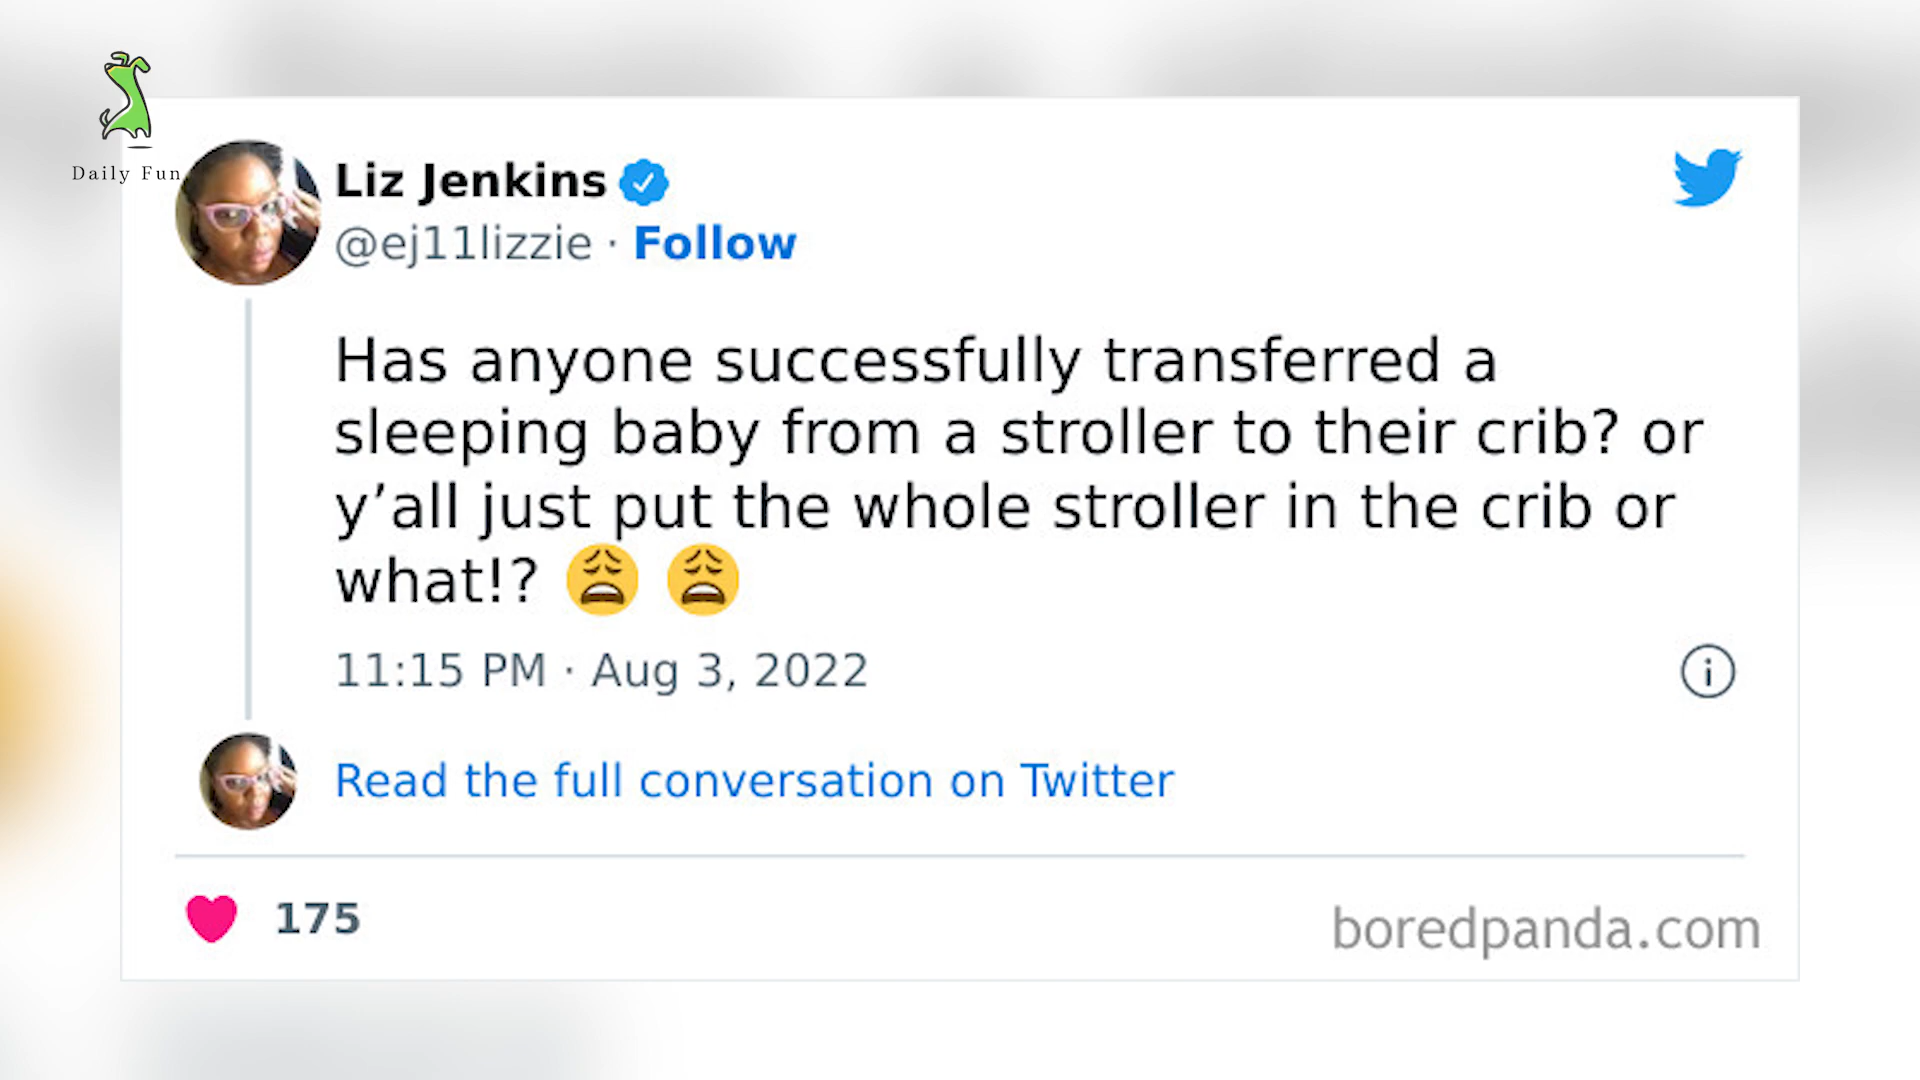 Daily Fun
Liz Jenkins
@ej11lizzie · Follow
Has anyone successfully transferred a
sleeping baby from a stroller to their crib? or
y’all just put the whole stroller in the crib or
what!? 😩 😩
11:15 PM · Aug 3, 2022
Read the full conversation on Twitter
175
boredpanda.com